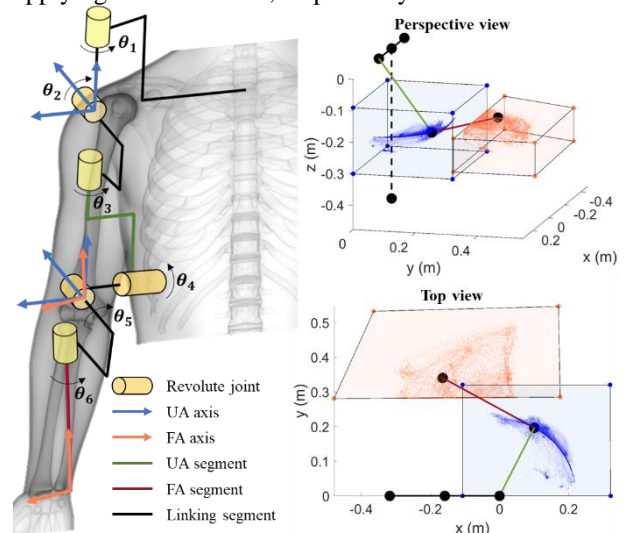 Perspective view
θ1
θ2
θ3
θ4
θ5
θ6
Revolute joint
UA axis
FA axis
UA segment
FA segment
Linking segment
0
-0.1
-0.2
-0.3
-0.4
z (m)
0
0.2
0.4
y (m)
-0.4
-0.2
0
0.2
x (m)
Top view
0.5
0.4
0.3
0.2
0.1
0
y (m)
-0.4
-0.2
0
0.2
x (m)